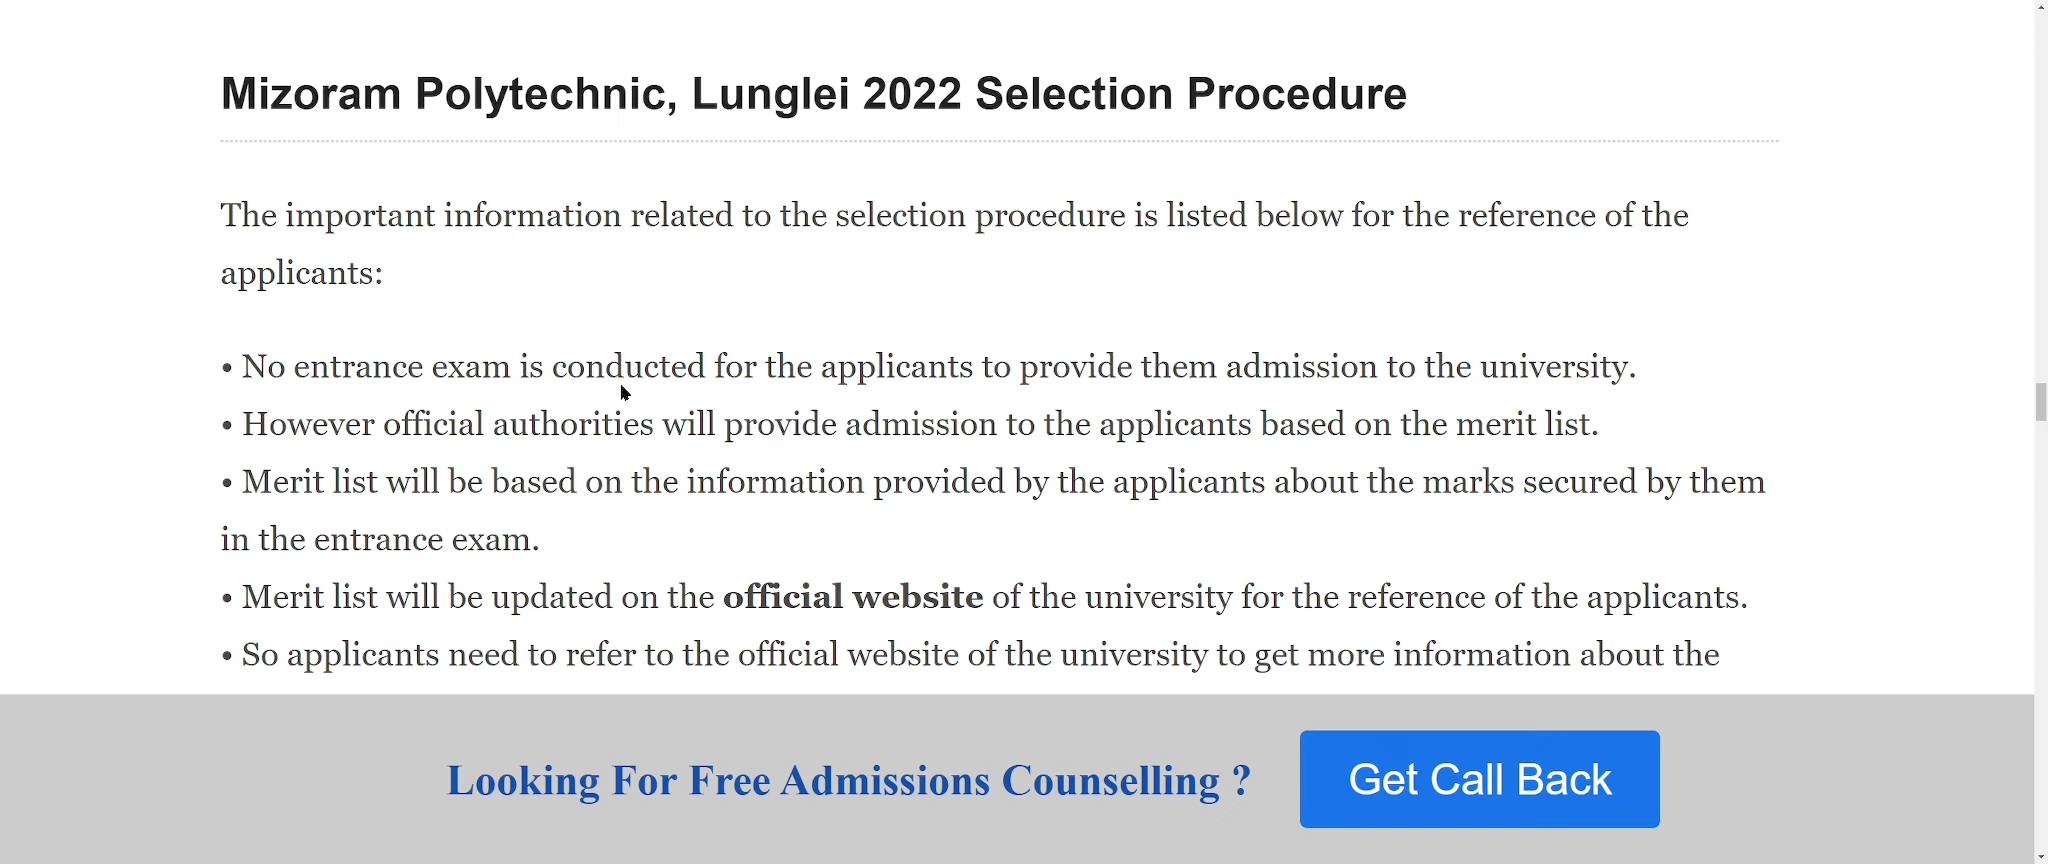 Mizoram Polytechnic, Lunglei 2022 Selection Procedure
The important information related to the selection procedure is listed below for the reference of the
applicants:
• No entrance exam is conducted for the applicants to provide them admission to the university.
• However official authorities will provide admission to the applicants based on the merit list.
• Merit list will be based on the information provided by the applicants about the marks secured by them
in the entrance exam.
• Merit list will be updated on the official website of the university for the reference of the applicants.
• So applicants need to refer to the official website of the university to get more information about the
Looking For Free Admissions Counselling ?
Get Call Back